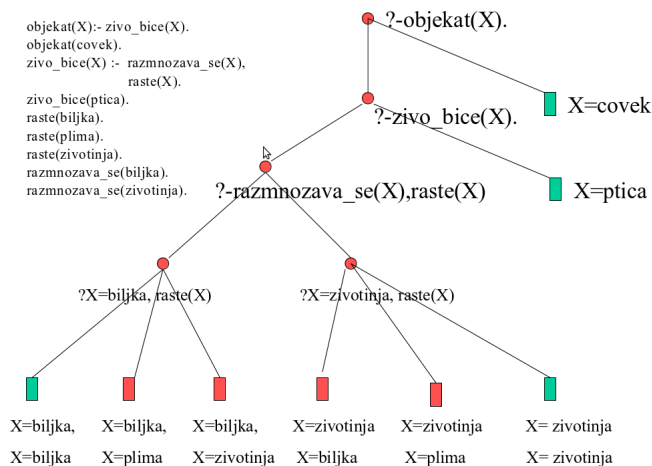 objekat(X):- zivo_bice(X).
objekat(covek).
zivo_bice(X) :- razmnozava_se(X),
raste(X).
zivo_bice(ptica).
raste(biljka).
raste(plima).
raste(zivotinja).
razmnozava_se(biljka).
razmnozava_se(zivotinja).
?-objekat(X).
X=covek
?-zivo_bice(X).
X=ptica
?-razmnozava_se(X),raste(X)
?X=biljka, raste(X)
?X=zivotinja, raste(X)
X=biljka, X=biljka, X=biljka, X=zivotinja X=zivotinja X= zivotinja
X=biljka X=plima X=zivotinja X=biljka X=plima X= zivotinja